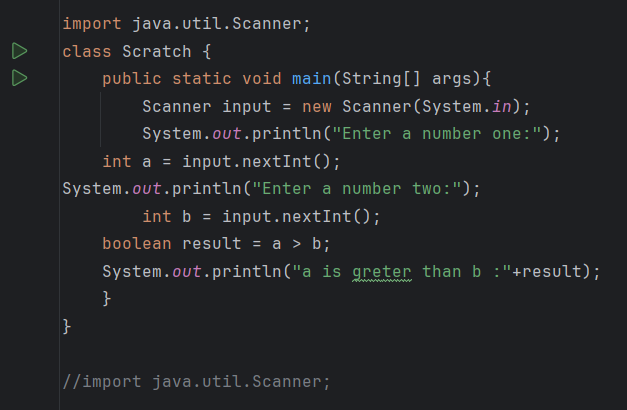 import java.util.Scanner;
class Scratch {
    public static void main(String[] args){
        Scanner input = new Scanner(System.in);
        System.out.println("Enter a number one:");
    int a = input.nextInt();
System.out.println("Enter a number two:");
        int b = input.nextInt();
    boolean result = a > b;
    System.out.println("a is greter than b :"+result);
    }
}

//import java.util.Scanner;